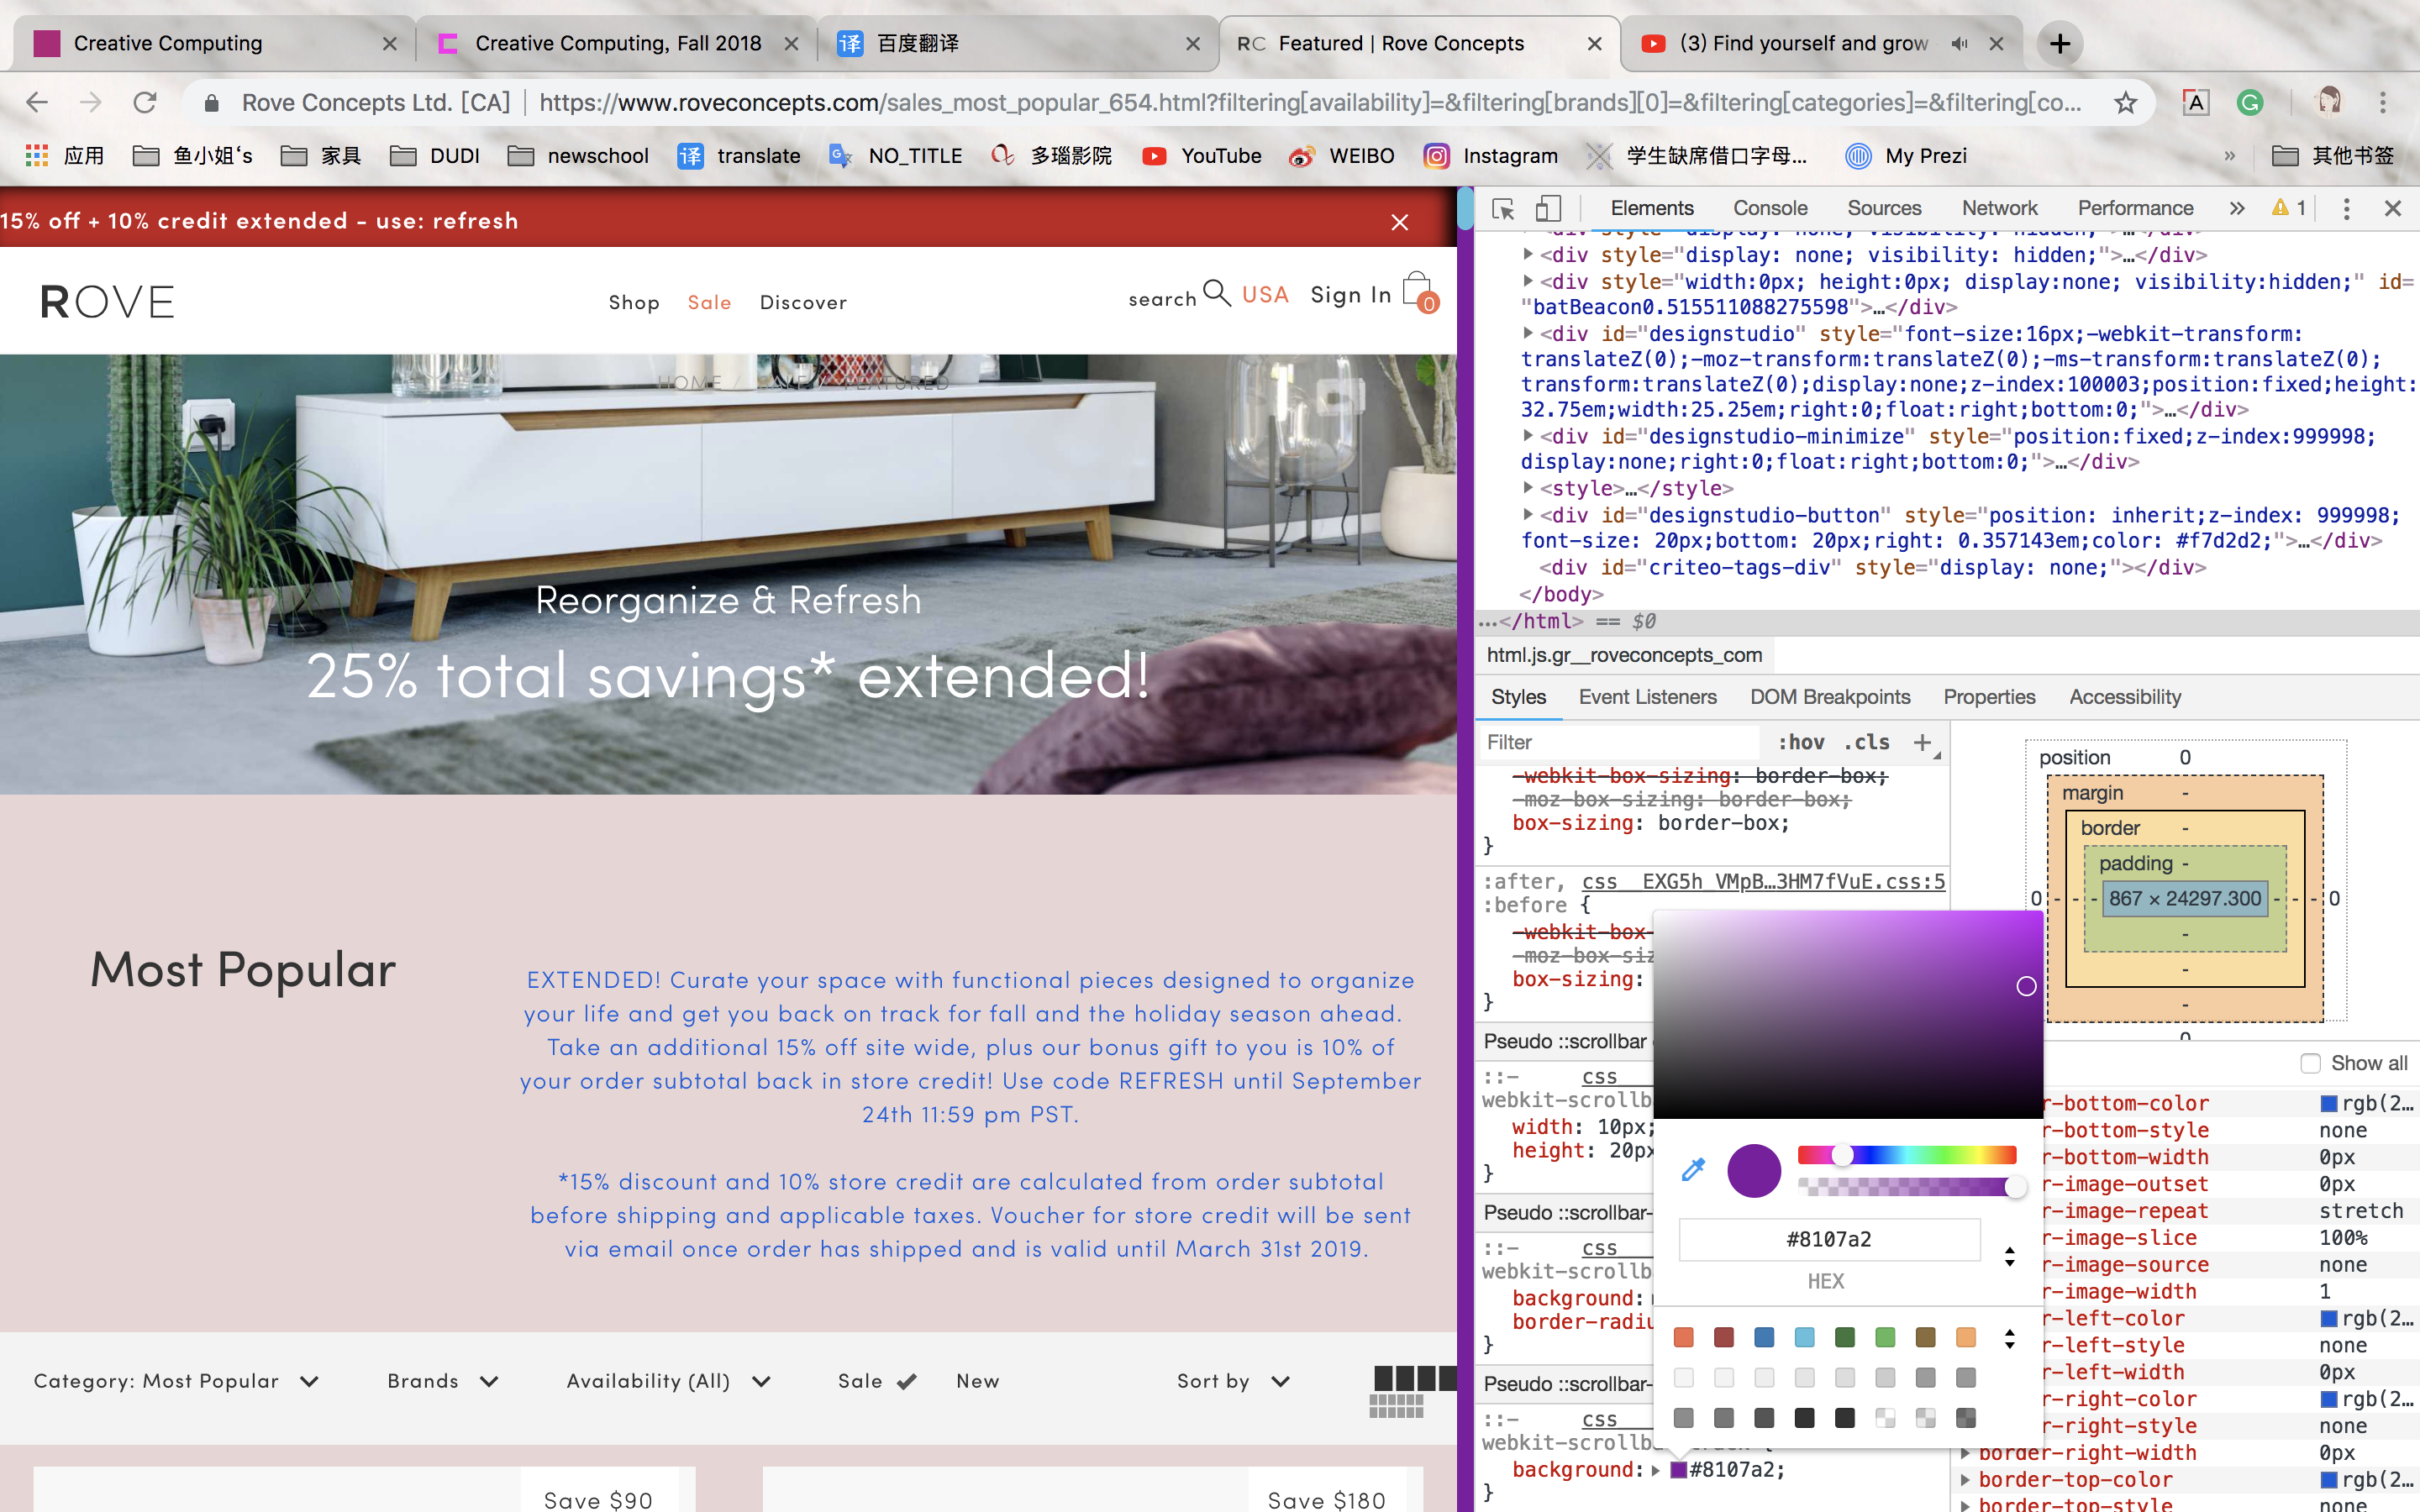 Creative Computing
Creative Computing, Fall 2018
译 百度翻译
RC Featured | Rove Concepts
(3) Find yourself and grow
Rove Concepts Ltd. [CA] | https://www.roveconcepts.com/sales_most_popular_654.html?filtering[availability]=&filtering[brands][0]=&filtering[categories]=&filtering[co...
应用
鱼小姐‘s
家具
DUDI
newschool
译 translate
NO_TITLE
多瑙影院
YouTube
WEIBO
Instagram
学生缺席借口字母...
My Prezi
»
其他书签
15% off + 10% credit extended - use: refresh
ROVE
Shop Sale Discover
search USA Sign In 0
HOME / FEATURED
Reorganize & Refresh
25% total savings* extended!
Most Popular
EXTENDED! Curate your space with functional pieces designed to organize
your life and get you back on track for fall and the holiday season ahead.
Take an additional 15% off site wide, plus our bonus gift to you is 10% of
your order subtotal back in store credit! Use code REFRESH until September
24th 11:59 pm PST.
*15% discount and 10% store credit are calculated from order subtotal
before shipping and applicable taxes. Voucher for store credit will be sent
via email once order has shipped and is valid until March 31st 2019.
Category: Most Popular Brands Availability (All) Sale New Sort by
Save $90 Save $180
Elements Console Sources Network Performance » 1
<div style="display: none; visibility: hidden;">…</div>
<div style="display: none; visibility: hidden;">…</div>
<div style="width:0px; height:0px; display:none; visibility:hidden;" id=
"batBeacon0.515511088275598">…</div>
<div id="designstudio" style="font-size:16px;-webkit-transform:
translateZ(0);-moz-transform:translateZ(0);-ms-transform:translateZ(0);
transform:translateZ(0);display:none;z-index:100003;position:fixed;height:
32.75em;width:25.25em;right:0;float:right;bottom:0;">…</div>
<div id="designstudio-minimize" style="position:fixed;z-index:999998;
display:none;right:0;float:right;bottom:0;">…</div>
<style>…</style>
<div id="designstudio-button" style="position: inherit;z-index: 999998;
font-size: 20px;bottom: 20px;right: 0.357143em;color: #f7d2d2;">…</div>
<div id="criteo-tags-div" style="display: none;"></div>
</body>
…</html> == $0
html.js.gr__roveconcepts_com
Styles Event Listeners DOM Breakpoints Properties Accessibility
Filter :hov .cls +
-webkit-box-sizing: border-box;
-moz-box-sizing: border-box;
box-sizing: border-box;
}
:after, css__EXG5h_VMpB…3HM7fVuE.css:5
:before {
-webkit-box-
-moz-box-siz
box-sizing:
}
Pseudo ::scrollbar
::- css__
webkit-scrollb
width: 10px;
height: 20px
}
Pseudo ::scrollbar-
::- css__
webkit-scrollb
background:
border-radiu
}
Pseudo ::scrollbar-
::- css__
webkit-scrollb
background: #8107a2;
}
#8107a2
HEX
position 0
margin -
border -
padding -
0 - - - 867 × 24297.300 - - - 0
-
-
-
0
Show all
r-bottom-color rgb(2…
r-bottom-style none
r-bottom-width 0px
r-image-outset 0px
r-image-repeat stretch
r-image-slice 100%
r-image-source none
r-image-width 1
r-left-color rgb(2…
r-left-style none
r-left-width 0px
r-right-color rgb(2…
r-right-style none
border-right-width 0px
border-top-color rgb(2…
border-top-style none